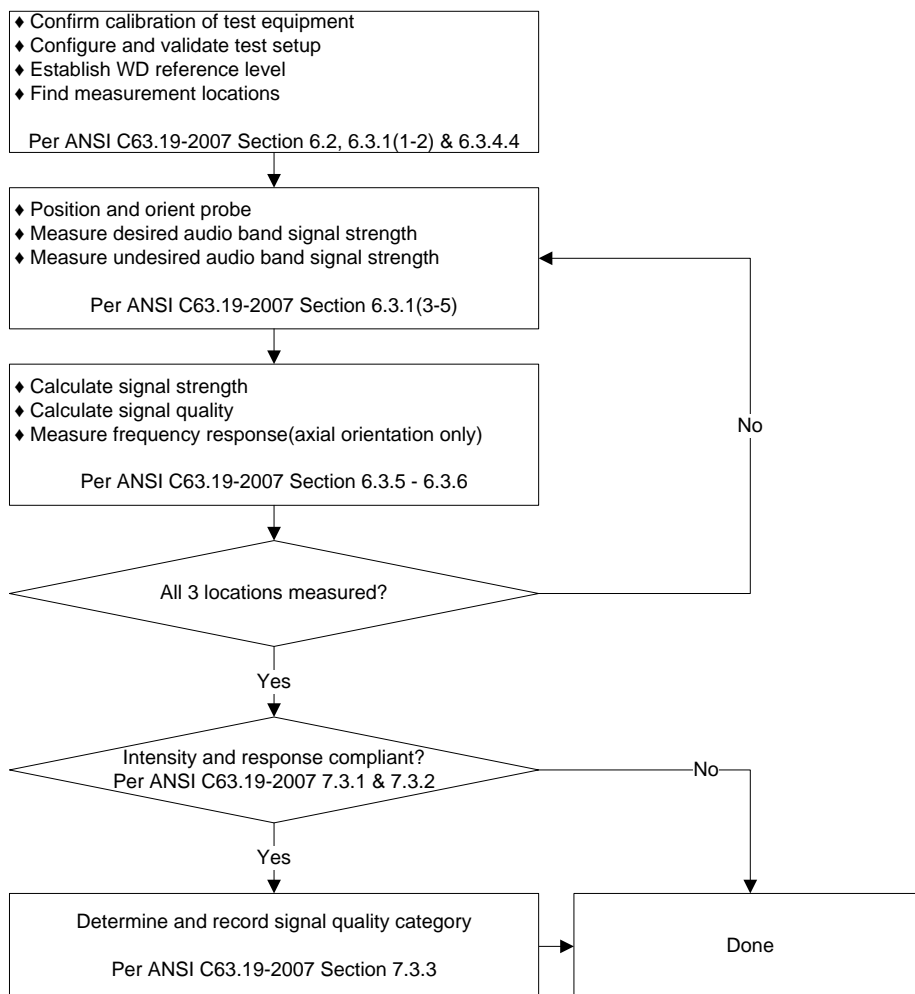 ♦ Confirm calibration of test equipment
♦ Configure and validate test setup
♦ Establish WD reference level
♦ Find measurement locations
Per ANSI C63.19-2007 Section 6.2, 6.3.1(1-2) & 6.3.4.4
♦ Position and orient probe
♦ Measure desired audio band signal strength
♦ Measure undesired audio band signal strength
Per ANSI C63.19-2007 Section 6.3.1(3-5)
♦ Calculate signal strength
♦ Calculate signal quality
♦ Measure frequency response(axial orientation only)
Per ANSI C63.19-2007 Section 6.3.5 - 6.3.6
No
All 3 locations measured?
Yes
Intensity and response compliant?
Per ANSI C63.19-2007 7.3.1 & 7.3.2
No
Yes
Determine and record signal quality category
Per ANSI C63.19-2007 Section 7.3.3
Done